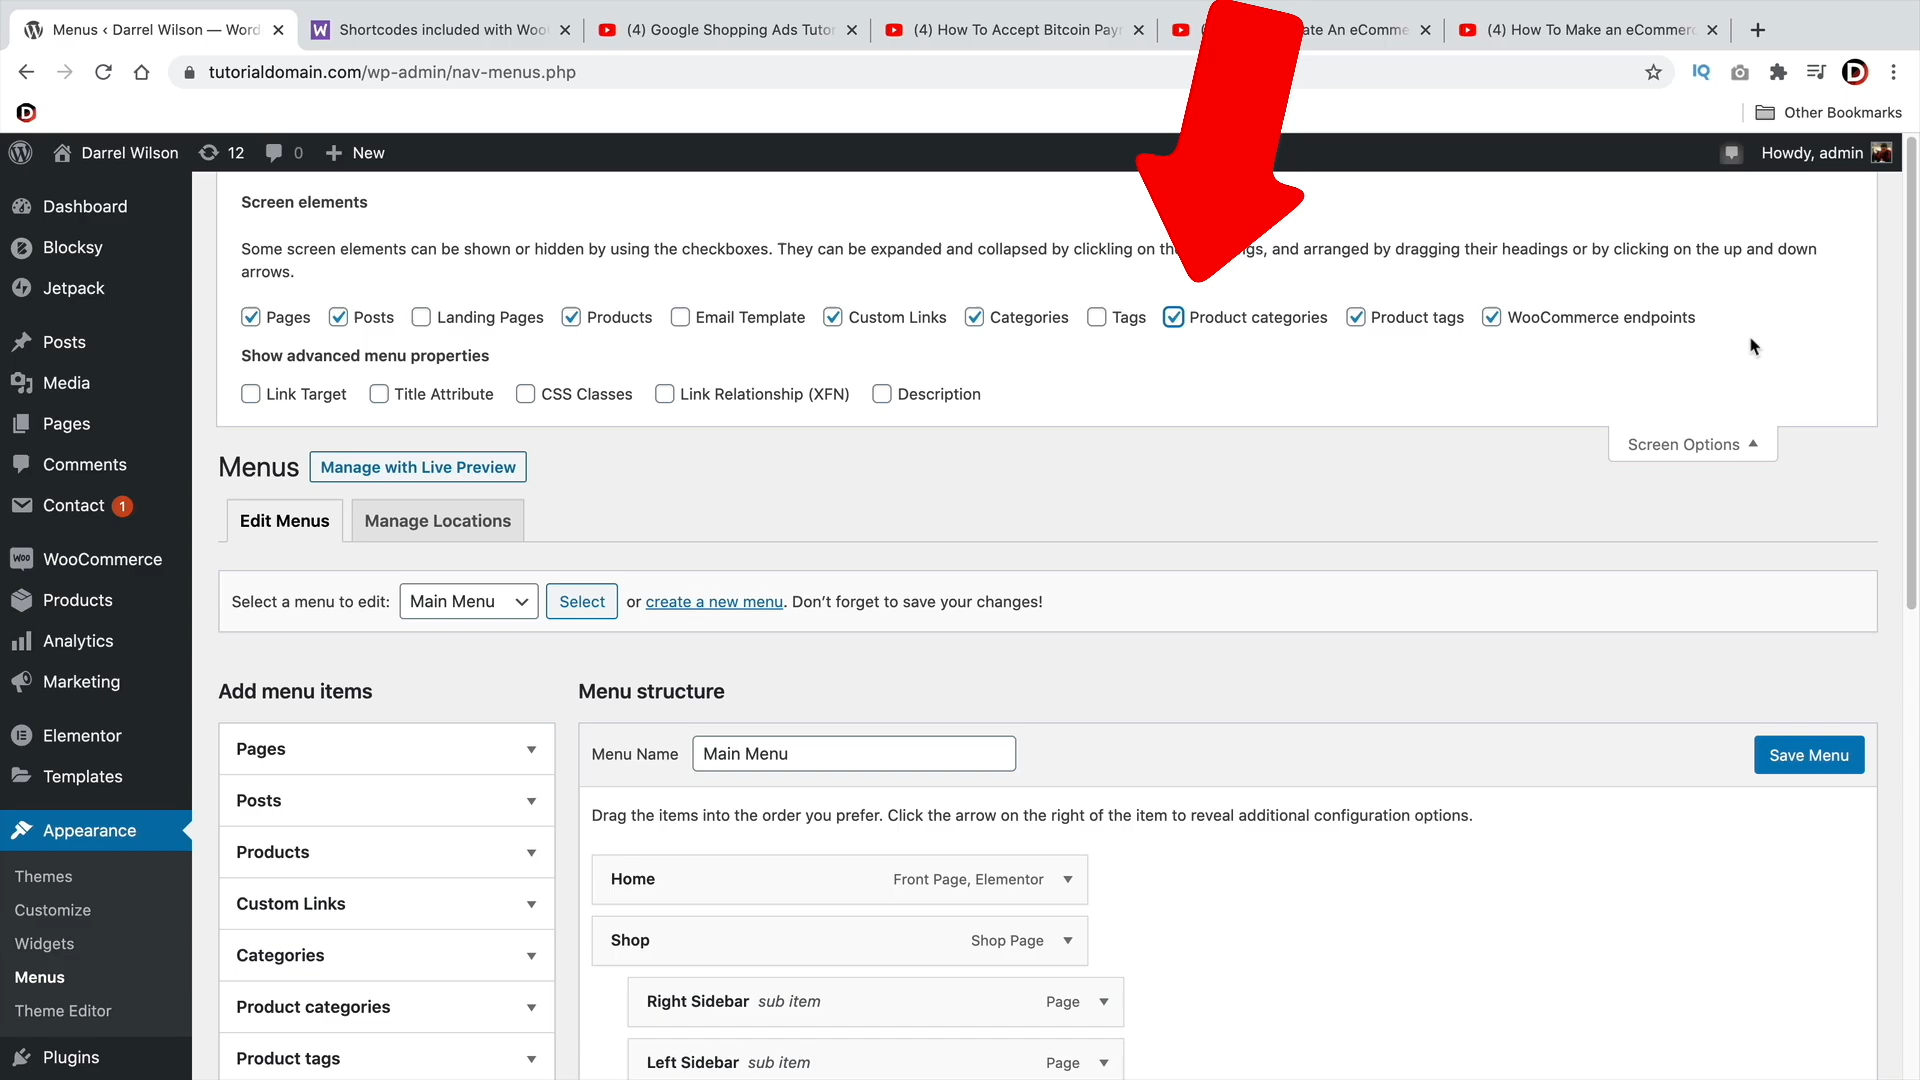 Menus ‹ Darrel Wilson — Word
Shortcodes included with Woo
(4) Google Shopping Ads Tutor
(4) How To Accept Bitcoin Payr
ate An eComme
(4) How To Make an eCommerc
tutorialdomain.com/wp-admin/nav-menus.php
IQ
Other Bookmarks
Darrel Wilson
12
0
New
Howdy, admin
Dashboard
Blocksy
Jetpack
Posts
Media
Pages
Comments
Contact 1
WooCommerce
Products
Analytics
Marketing
Elementor
Templates
Appearance
Themes
Customize
Widgets
Menus
Theme Editor
Plugins
Screen elements
Some screen elements can be shown or hidden by using the checkboxes. They can be expanded and collapsed by clickling on gs, and arranged by dragging their headings or by clicking on the up and down
arrows.
Pages Posts Landing Pages Products Email Template Custom Links Categories Tags Product categories Product tags WooCommerce endpoints
Show advanced menu properties
Link Target Title Attribute CSS Classes Link Relationship (XFN) Description
Screen Options
Menus Manage with Live Preview
Edit Menus Manage Locations
Select a menu to edit: Main Menu Select or create a new menu. Don’t forget to save your changes!
Add menu items
Pages
Posts
Products
Custom Links
Categories
Product categories
Product tags
Menu structure
Menu Name Main Menu Save Menu
Drag the items into the order you prefer. Click the arrow on the right of the item to reveal additional configuration options.
Home Front Page, Elementor
Shop Shop Page
Right Sidebar sub item Page
Left Sidebar sub item Page